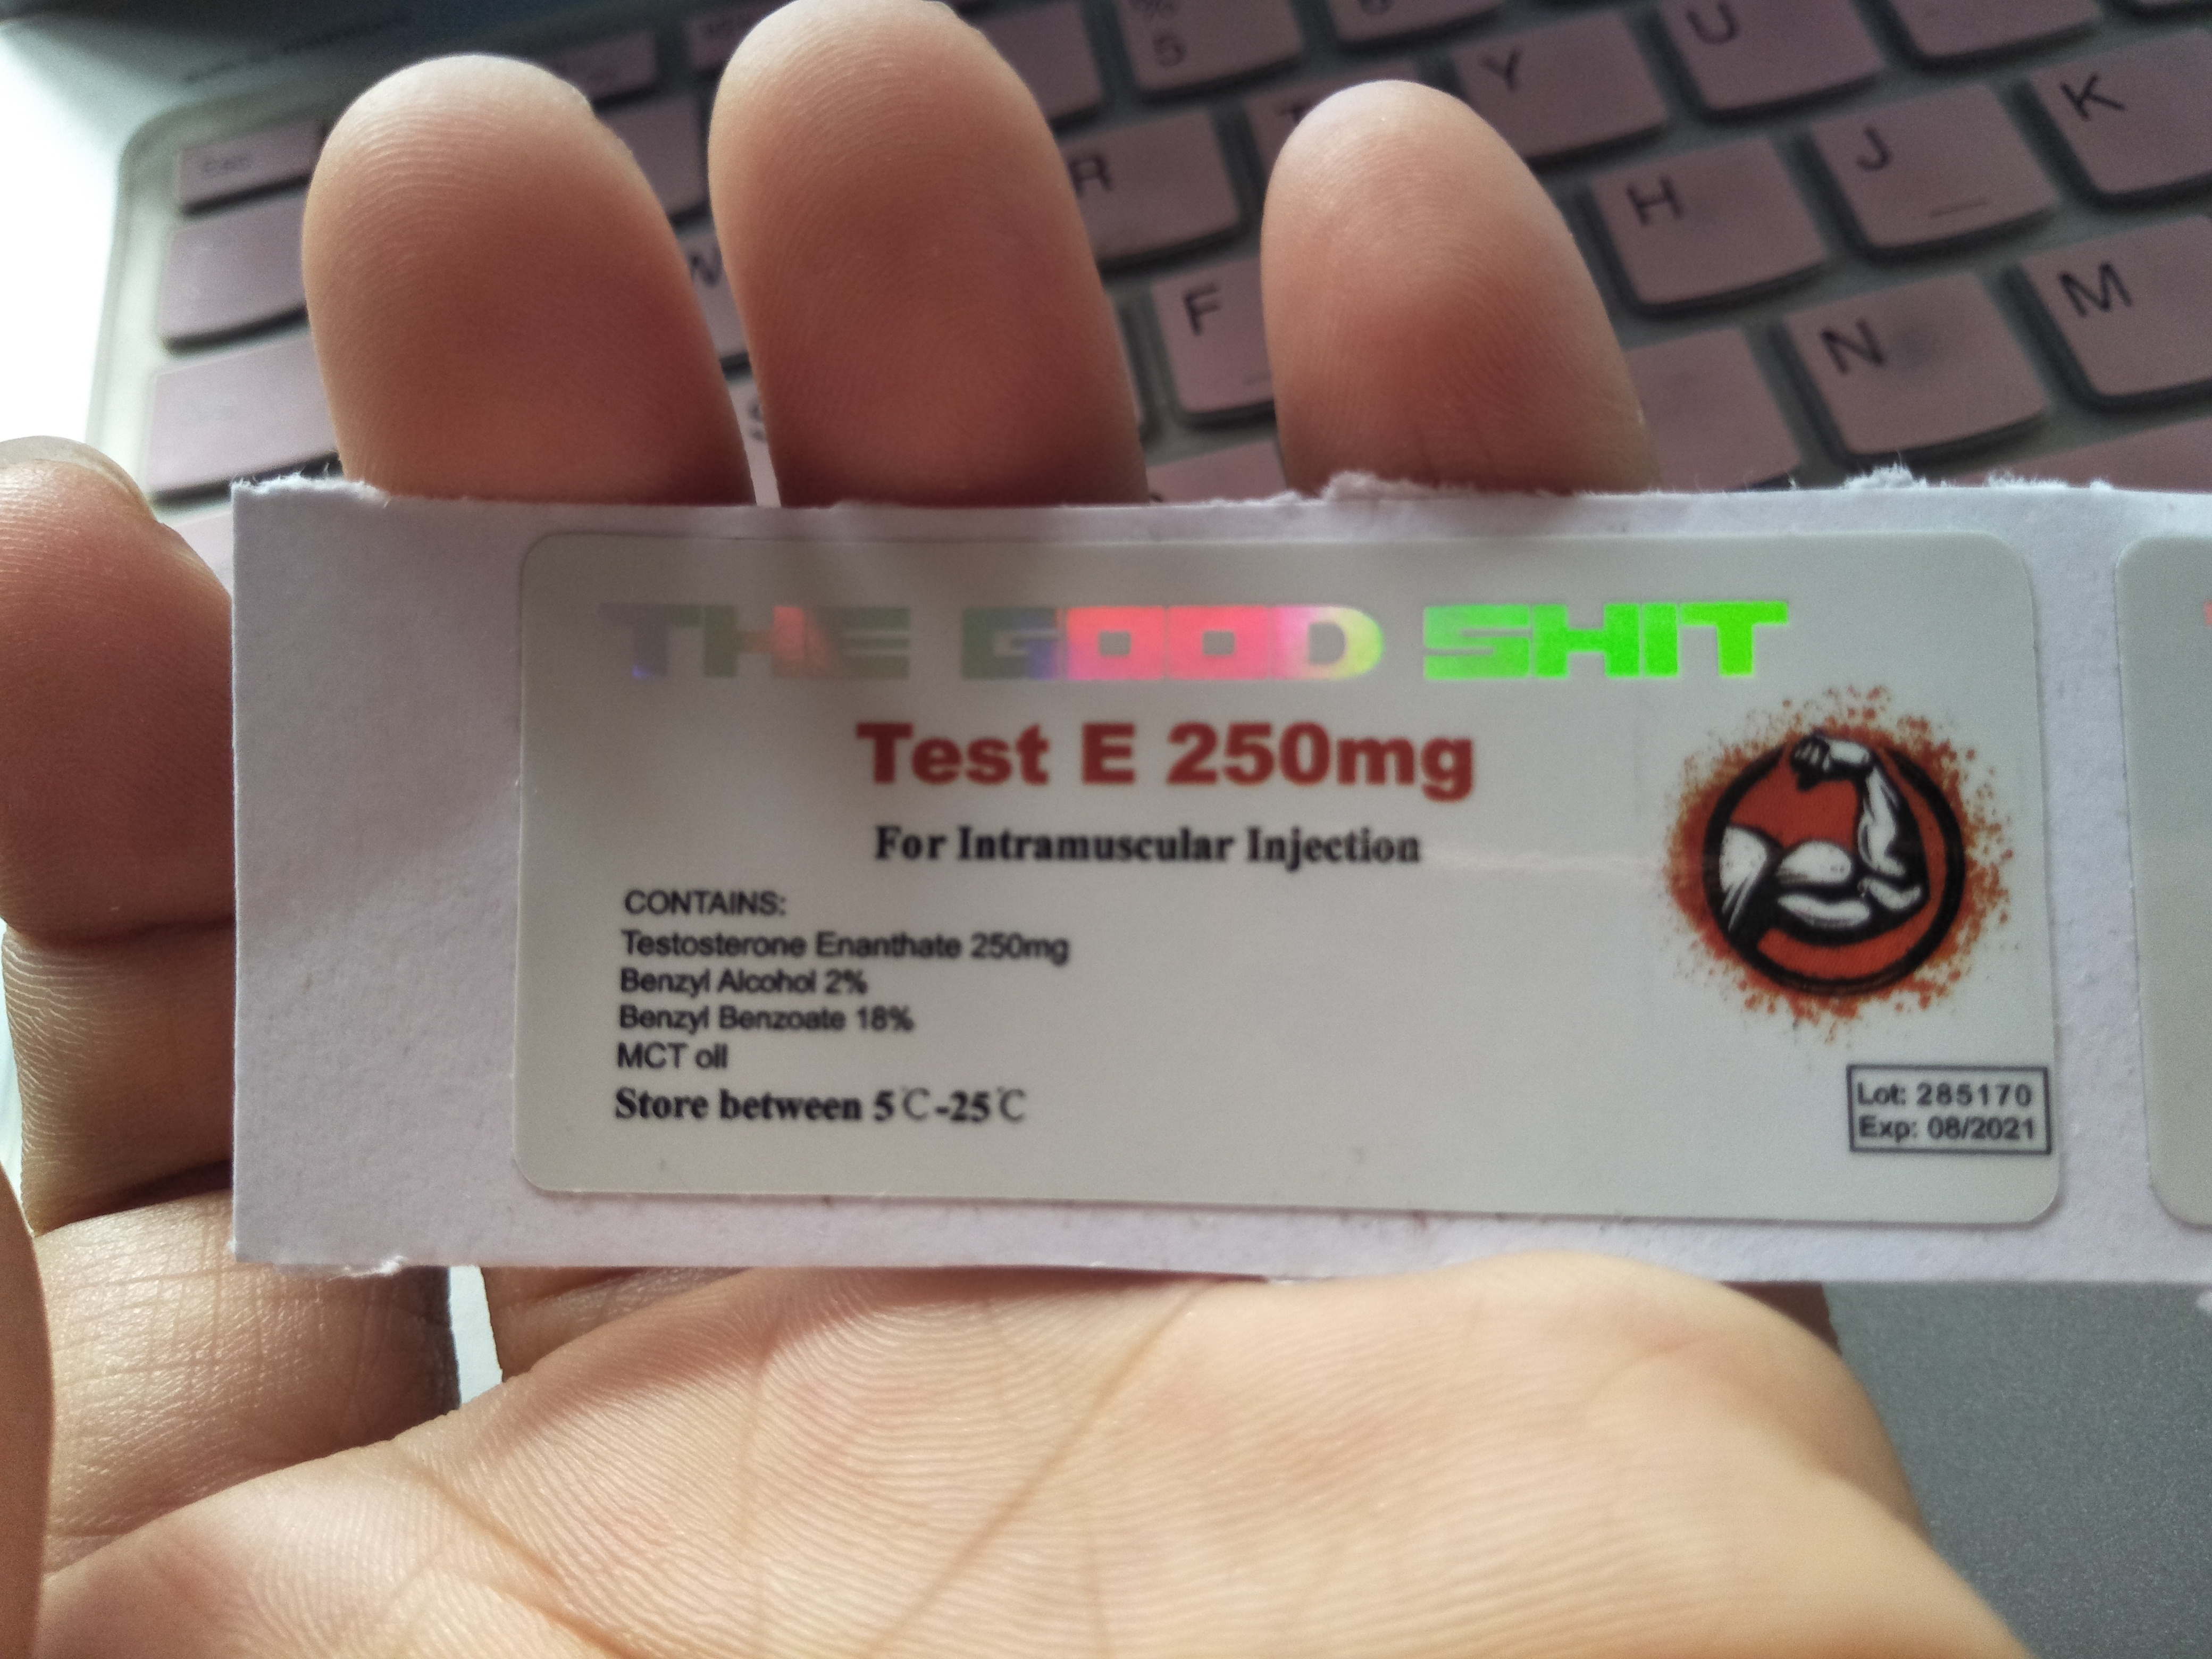 5
Y
U
K
R
H
J
F
N
M
THE GOOD SHIT
Test E 250mg
For Intramuscular Injection
CONTAINS:
Testosterone Enanthate 250mg
Benzyl Alcohol 2%
Benzyl Benzoate 18%
MCT oil
Store between 5℃-25℃
Lot: 285170
Exp: 08/2021